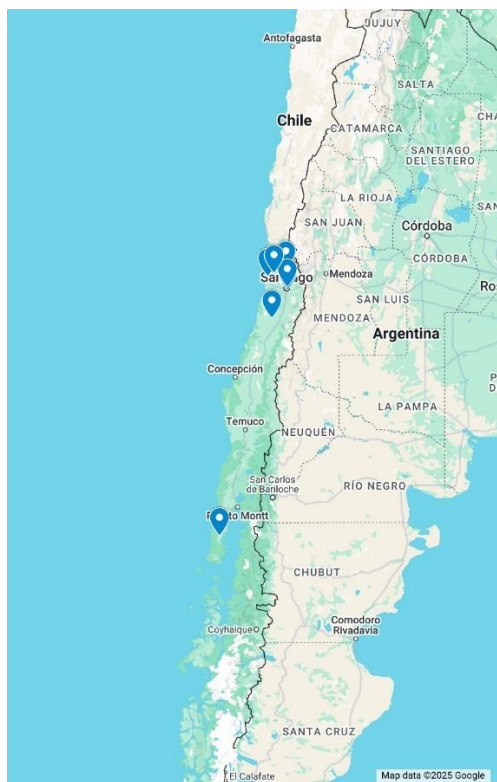 JUJUY
Antofagasta
SALTA
Chile
CATAMARCA
CHA
SANTIAGO
DEL ESTERO
LA RIOJA
SAN
SAN JUAN
Córdoba
CÓRDOBA
Mendoza
SAN LUIS
Ro
MENDOZA
Argentina
Concepción
LA PAMPA
Temuco
NEUQUÉN
San Carlos
de Bariloche
RÍO NEGRO
to Montt
CHUBUT
Coyhaique
Comodoro
Rivadavia
SANTA CRUZ
El Calafate
Map data ©2025 Google